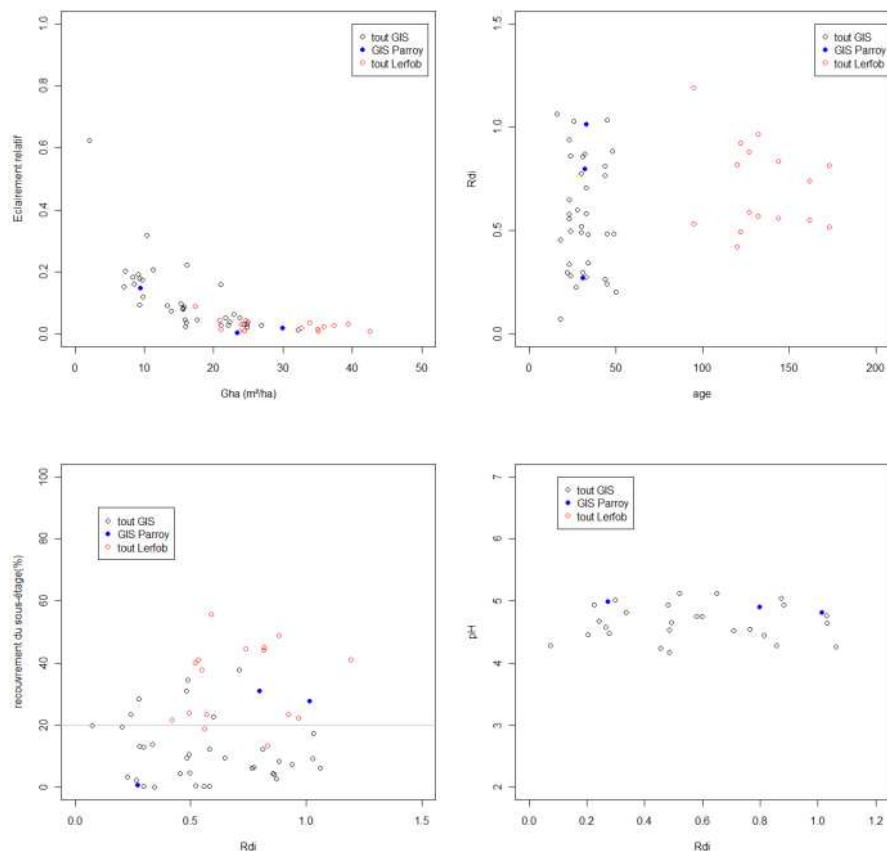 Eclairement relatif
1.0
0.8
0.6
0.4
0.2
0.0
tout GIS
GIS Parroy
tout Lerfob
0 10 20 30 40 50
Gha (m²/ha)
Rdi
1.5
1.0
0.5
0.0
tout GIS
GIS Parroy
tout Lerfob
0 50 100 150 200
age
recouvrement du sous-étage(%)
100
80
60
40
20
0
tout GIS
GIS Parroy
tout Lerfob
0.0 0.5 1.0 1.5
Rdi
pH
7
6
5
4
3
2
tout GIS
GIS Parroy
tout Lerfob
0.0 0.2 0.4 0.6 0.8 1.0 1.2
Rdi